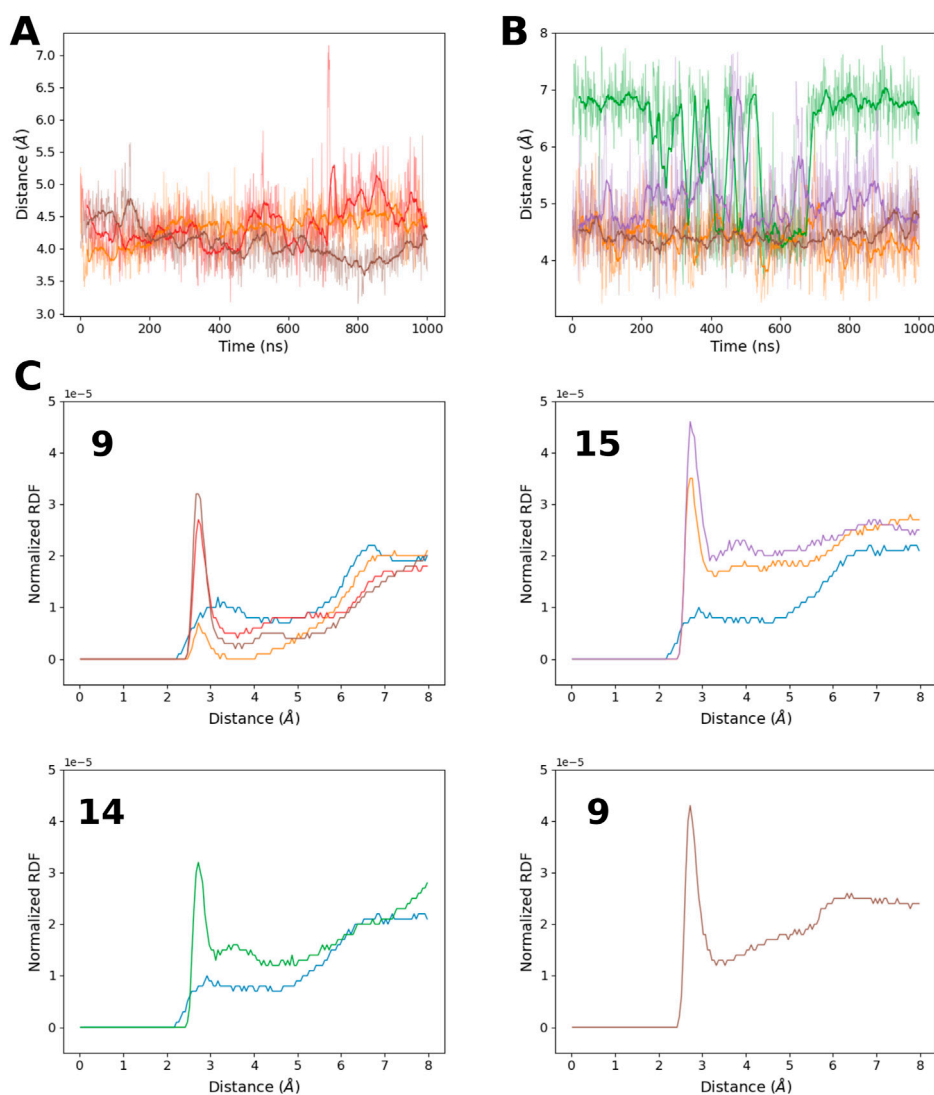 A
B
7.0
6.5
6.0
5.5
5.0
4.5
4.0
3.5
3.0
Distance (Å)
0 200 400 600 800 1000
Time (ns)
8
7
6
5
4
Distance (Å)
0 200 400 600 800 1000
Time (ns)
C
1e−5
9
5
4
3
2
1
0
Normalized RDF
0 1 2 3 4 5 6 7 8
Distance (Å)
1e−5
15
5
4
3
2
1
0
Normalized RDF
0 1 2 3 4 5 6 7 8
Distance (Å)
1e−5
14
5
4
3
2
1
0
Normalized RDF
0 1 2 3 4 5 6 7 8
Distance (Å)
1e−5
9
5
4
3
2
1
0
Normalized RDF
0 1 2 3 4 5 6 7 8
Distance (Å)